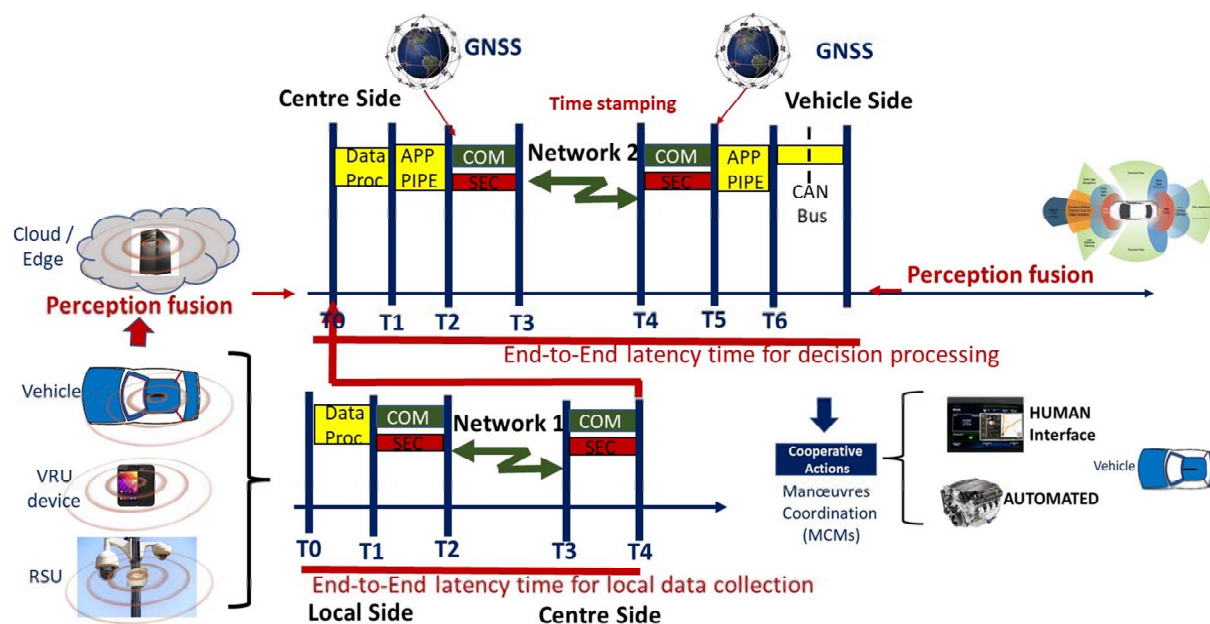 GNSS
GNSS
Centre Side
Time stamping
Vehicle Side
Data
Proc
APP
PIPE
COM
SEC
Network 2
COM
SEC
APP
PIPE
CAN
Bus
Cloud /
Edge
Perception fusion
Perception fusion
T0
T1
T2
T3
T4
T5
T6
End-to-End latency time for decision processing
Vehicle
VRU
device
RSU
Data
Proc
COM
SEC
Network 1
COM
SEC
T0
T1
T2
T3
T4
End-to-End latency time for local data collection
Local Side
Centre Side
Cooperative
Actions
Manœuvres
Coordination
(MCMs)
HUMAN
Interface
AUTOMATED
Vehicle